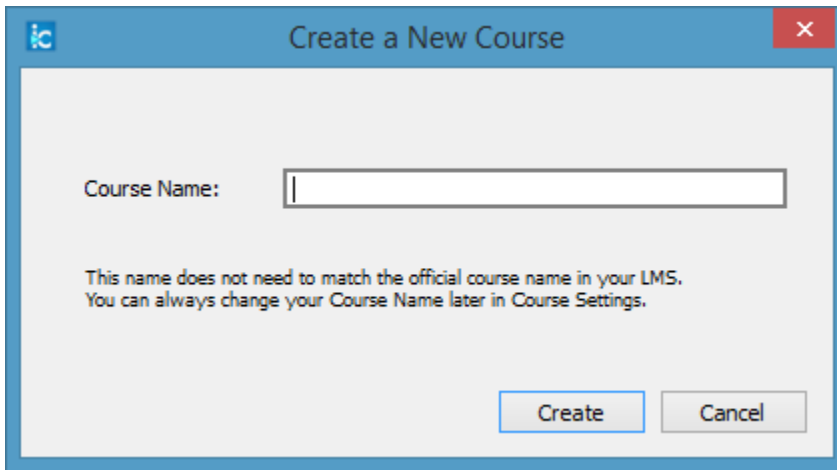 ic
Create a New Course
Course Name:
This name does not need to match the official course name in your LMS.
You can always change your Course Name later in Course Settings.
Create
Cancel